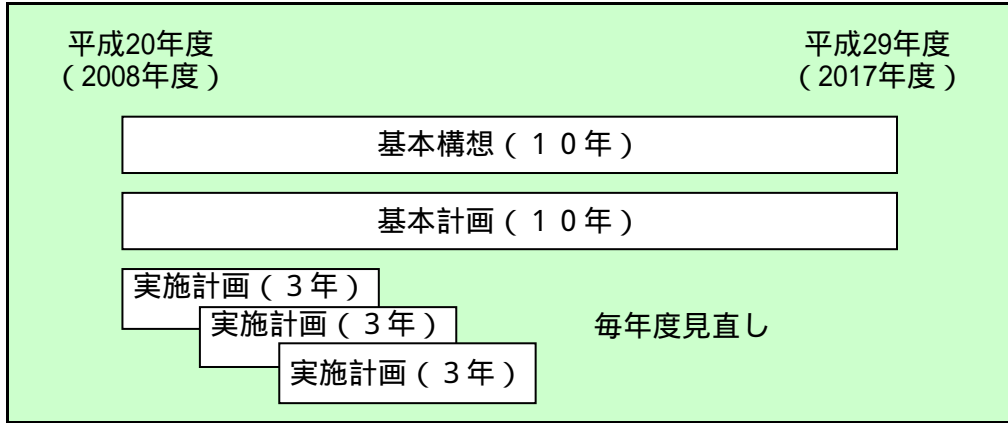 平成20年度
（2008年度）
平成29年度
（2017年度）
基本構想（１０年）
基本計画（１０年）
実施計画（３年）
実施計画（３年）
毎年度見直し
実施計画（３年）